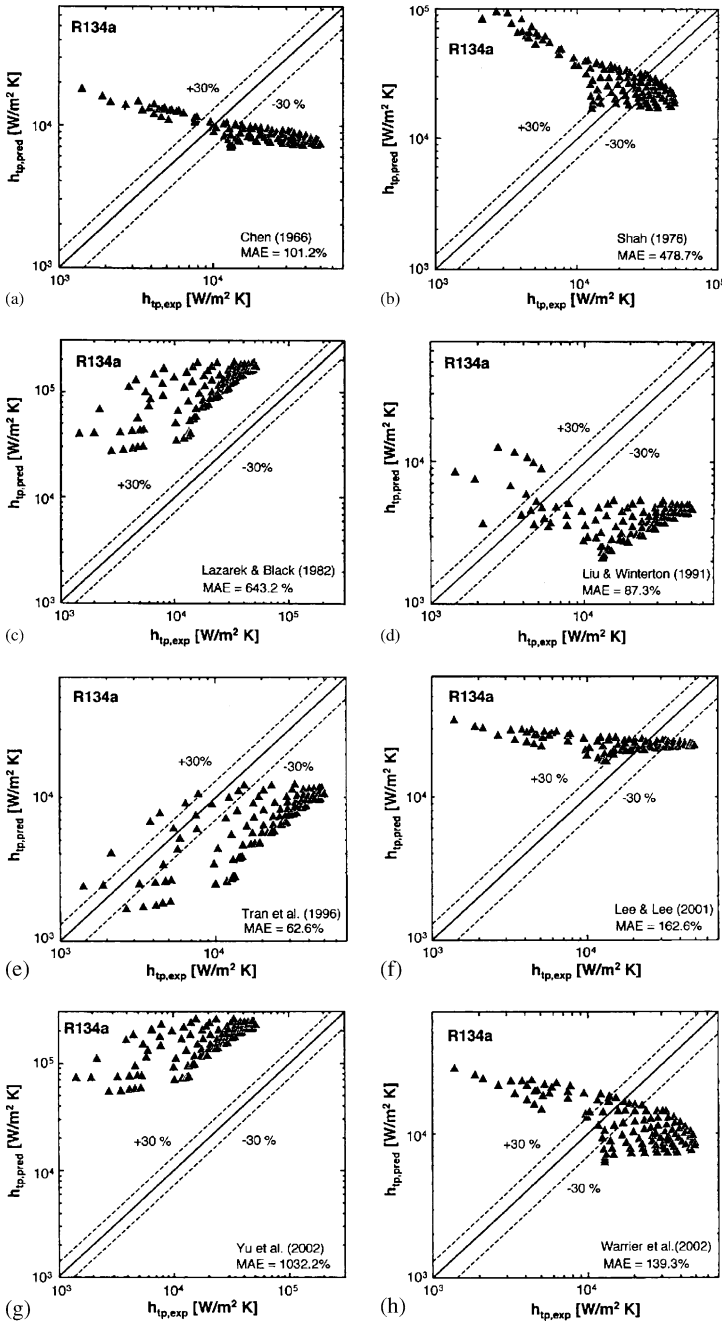 R134a
+30%
-30 %
Chen (1966)
MAE = 101.2%
10⁴
10³
10³
10⁴
h_tp,pred [W/m² K]
h_tp,exp [W/m² K]
(a)
R134a
+30%
-30%
Shah (1976)
MAE = 478.7%
10⁵
10⁴
10³
10³
10⁴
10⁵
h_tp,pred [W/m² K]
h_tp,exp [W/m² K]
(b)
R134a
+30%
-30%
Lazarek & Black (1982)
MAE = 643.2 %
10⁵
10⁴
10³
10³
10⁴
10⁵
h_tp,pred [W/m² K]
h_tp,exp [W/m² K]
(c)
R134a
+30%
-30%
Liu & Winterton (1991)
MAE = 87.3%
10⁴
10³
10³
10⁴
h_tp,pred [W/m² K]
h_tp,exp [W/m² K]
(d)
R134a
+30%
-30%
Tran et al. (1996)
MAE = 62.6%
10⁴
10³
10³
10⁴
h_tp,pred [W/m² K]
h_tp,exp [W/m² K]
(e)
R134a
+30 %
-30 %
Lee & Lee (2001)
MAE = 162.6%
10⁴
10³
10³
10⁴
h_tp,pred [W/m² K]
h_tp,exp [W/m² K]
(f)
R134a
+30 %
-30 %
Yu et al. (2002)
MAE = 1032.2%
10⁵
10⁴
10³
10³
10⁴
10⁵
h_tp,pred [W/m² K]
h_tp,exp [W/m² K]
(g)
R134a
+30 %
-30 %
Warrier et al.(2002)
MAE = 139.3%
10⁴
10³
10³
10⁴
h_tp,pred [W/m² K]
h_tp,exp [W/m² K]
(h)